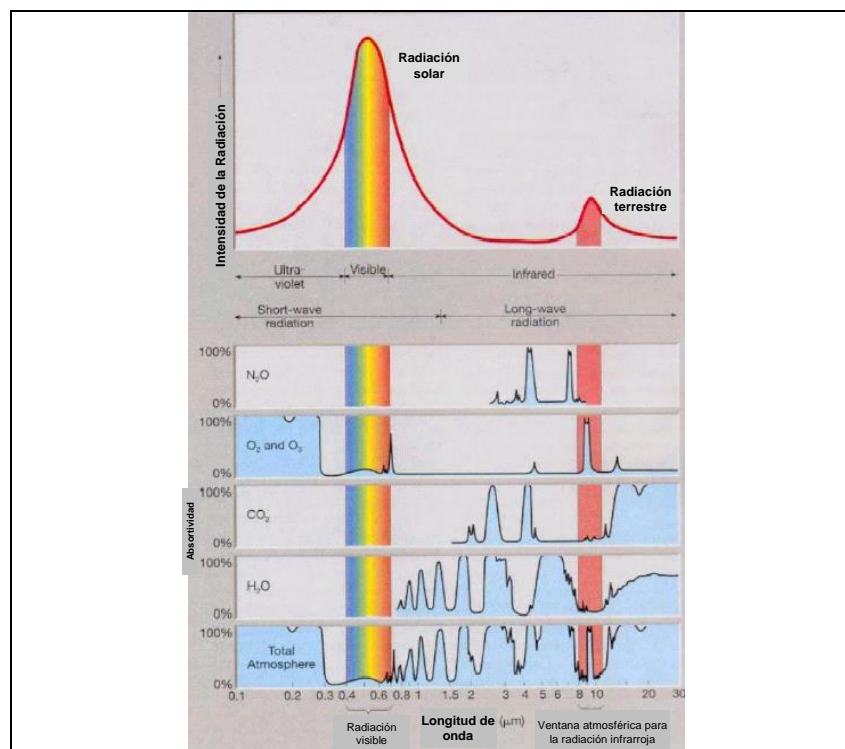 Radiación
solar
Intensidad de la Radiación
Radiación
terrestre
Ultra-
violet
Visible
Infrared
Short-wave
radiation
Long-wave
radiation
100%
N₂O
0%
100%
O₂ and O₃
0%
Absortividad
100%
CO₂
0%
100%
H₂O
0%
100%
Total
Atmosphere
0%
0.1 0.2 0.3 0.4 0.6 0.8 1 1.5 2 3 4 5 6 8 10 20 30
Radiación
visible
Longitud de (μm)
onda
Ventana atmosférica para
la radiación infrarroja